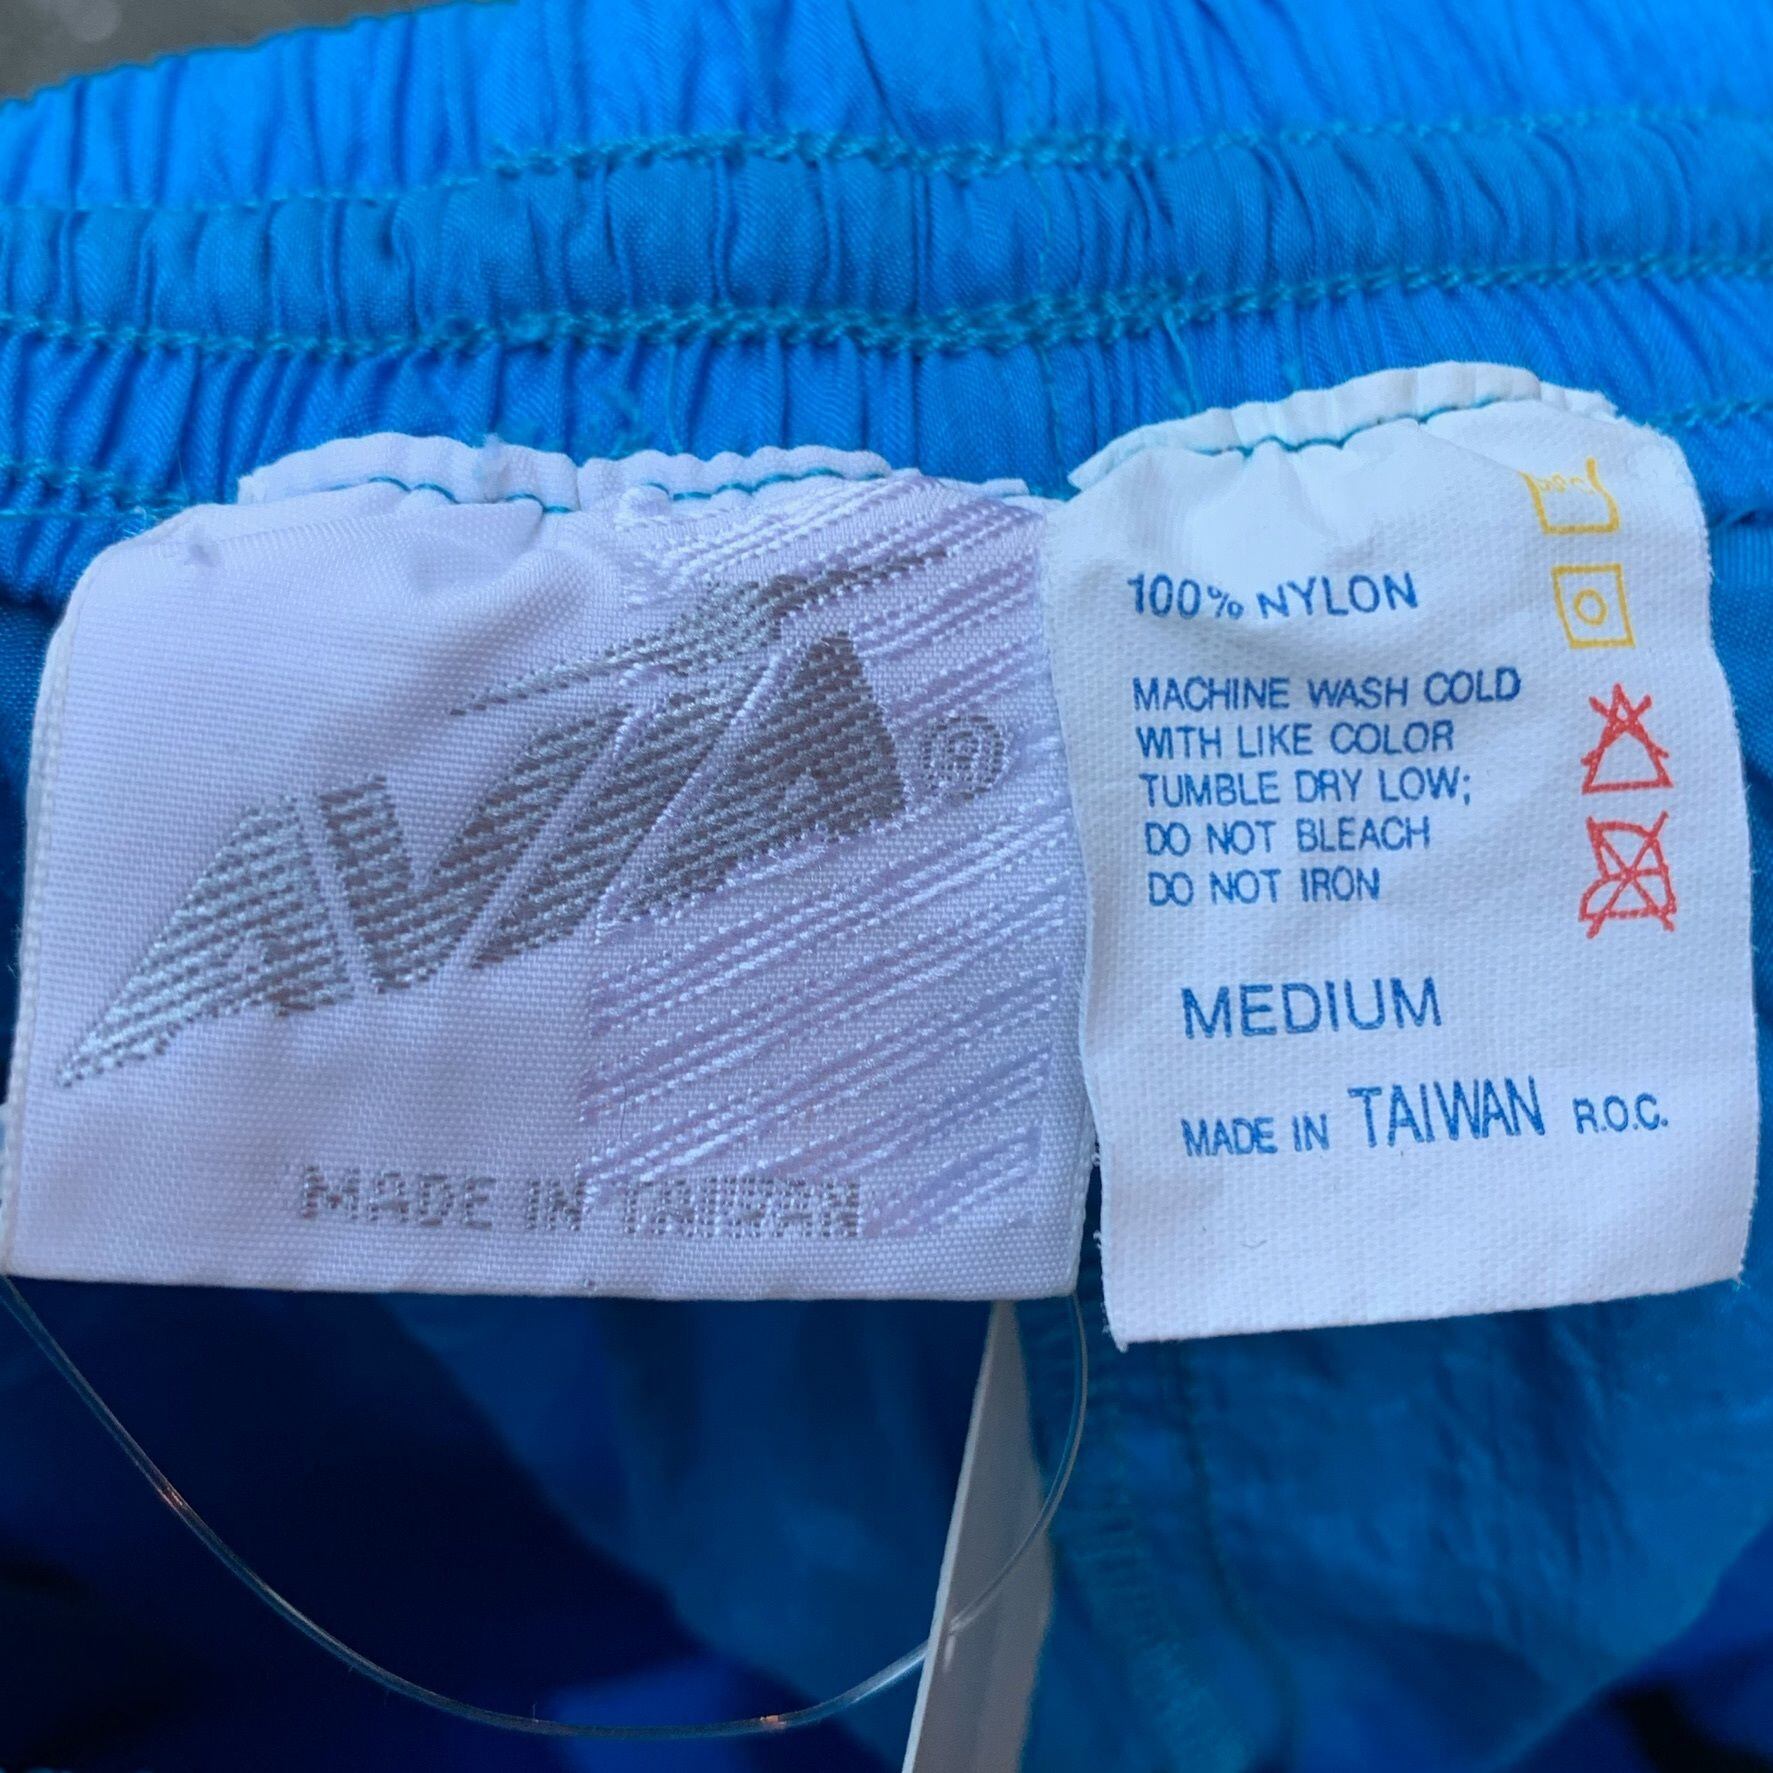 AVIA®
MADE IN TAIWAN
100% NYLON
MACHINE WASH COLD
WITH LIKE COLOR
TUMBLE DRY LOW;
DO NOT BLEACH
DO NOT IRON
MEDIUM
MADE IN TAIWAN R.O.C.